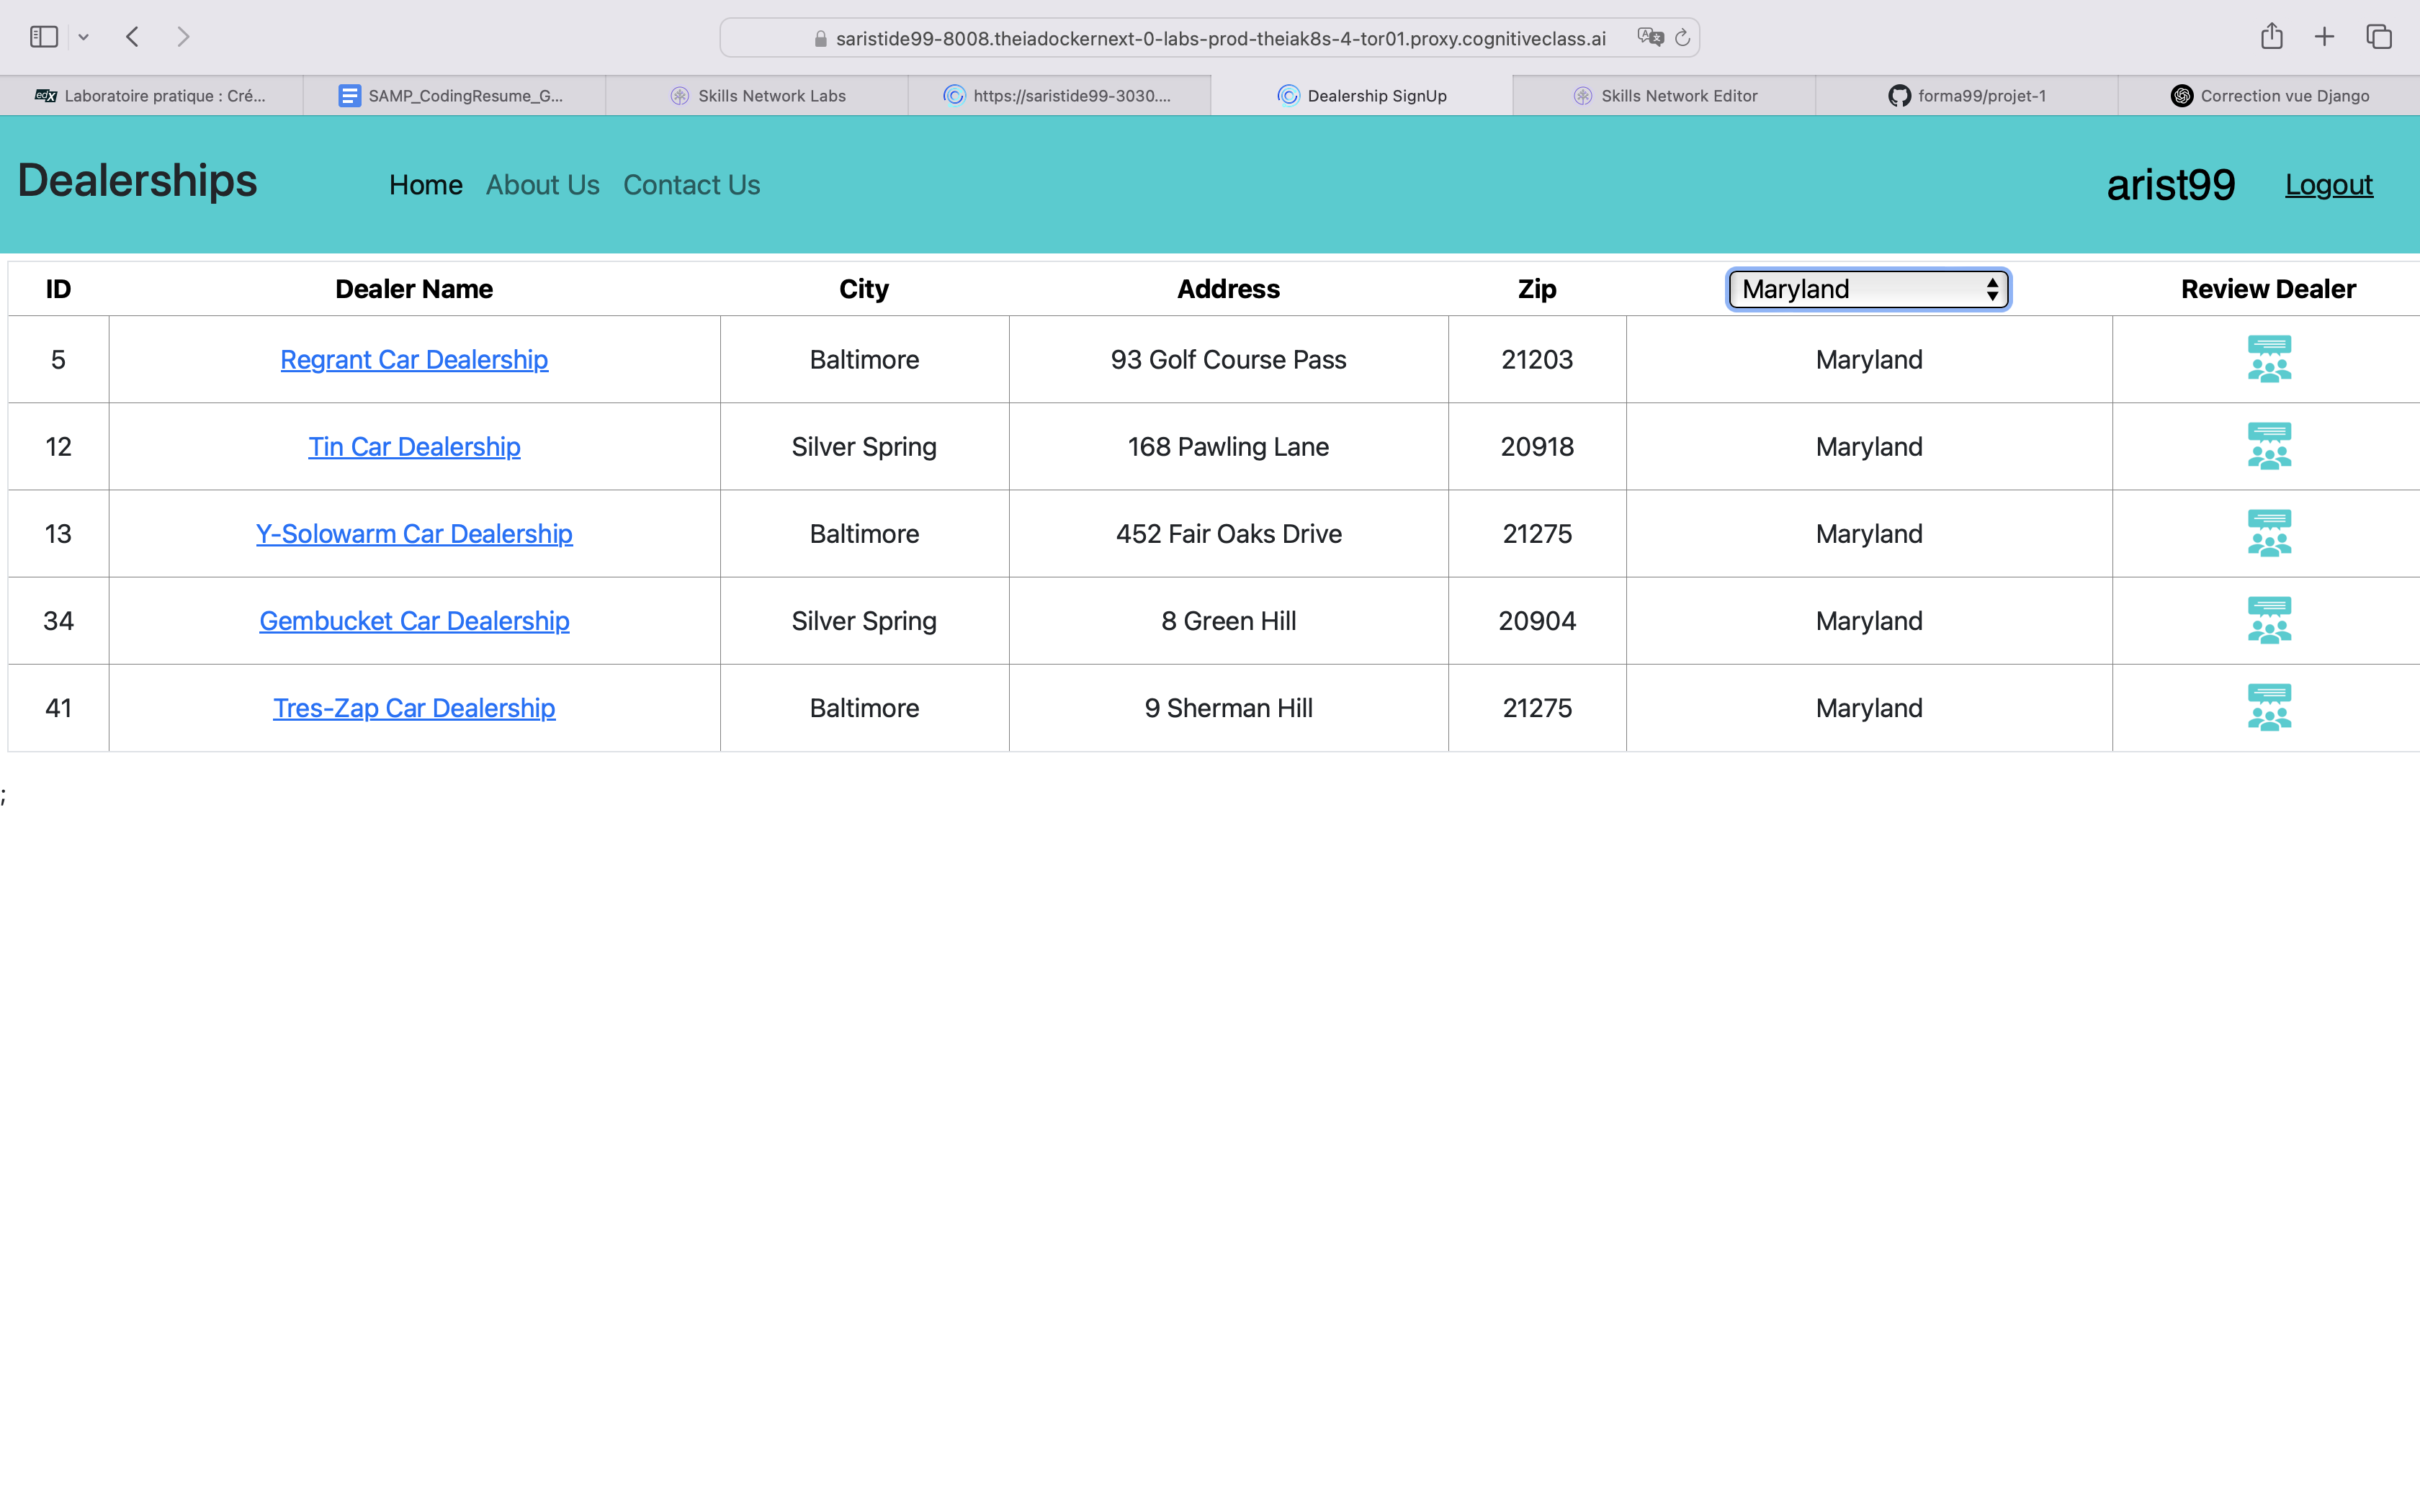 saristide99-8008.theiadockernext-0-labs-prod-theiak8s-4-tor01.proxy.cognitiveclass.ai
edX Laboratoire pratique : Cré... SAMP_CodingResume_G... Skills Network Labs https://saristide99-3030.... Dealership SignUp Skills Network Editor forma99/projet-1 Correction vue Django
Dealerships Home About Us Contact Us arist99 Logout
ID Dealer Name City Address Zip Maryland Review Dealer
5 Regrant Car Dealership Baltimore 93 Golf Course Pass 21203 Maryland
12 Tin Car Dealership Silver Spring 168 Pawling Lane 20918 Maryland
13 Y-Solowarm Car Dealership Baltimore 452 Fair Oaks Drive 21275 Maryland
34 Gembucket Car Dealership Silver Spring 8 Green Hill 20904 Maryland
41 Tres-Zap Car Dealership Baltimore 9 Sherman Hill 21275 Maryland
;